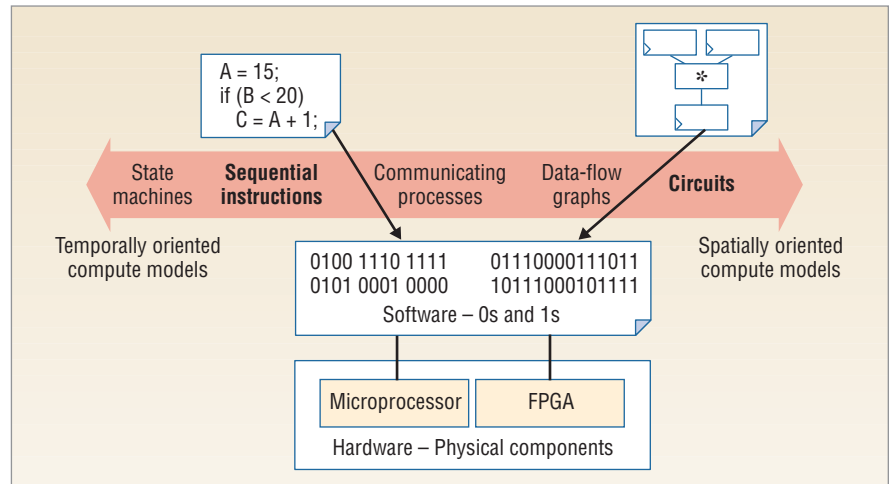 A = 15;
if (B < 20)
C = A + 1;
*
State
machines
Sequential
instructions
Communicating
processes
Data-flow
graphs
Circuits
Temporally oriented
compute models
Spatially oriented
compute models
0100 1110 1111
0101 0001 0000
01110000111011
10111000101111
Software – 0s and 1s
Microprocessor
FPGA
Hardware – Physical components